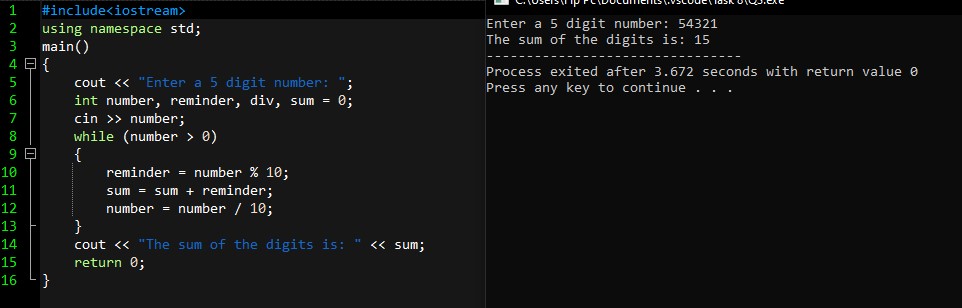 1 #include<iostream>
2 using namespace std;
3 main()
4 {
5 cout << "Enter a 5 digit number: ";
6 int number, reminder, div, sum = 0;
7 cin >> number;
8 while (number > 0)
9 {
10 reminder = number % 10;
11 sum = sum + reminder;
12 number = number / 10;
13 }
14 cout << "The sum of the digits is: " << sum;
15 return 0;
16 }
Enter a 5 digit number: 54321
The sum of the digits is: 15
--------------------------------
Process exited after 3.672 seconds with return value 0
Press any key to continue . . .